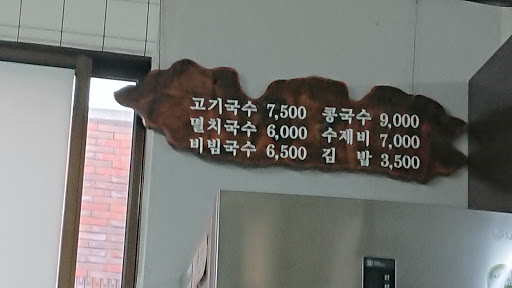 고기국수 7,500 콩국수 9,000
멸치국수 6,000 수제비 7,000
비빔국수 6,500 김 밥 3,500